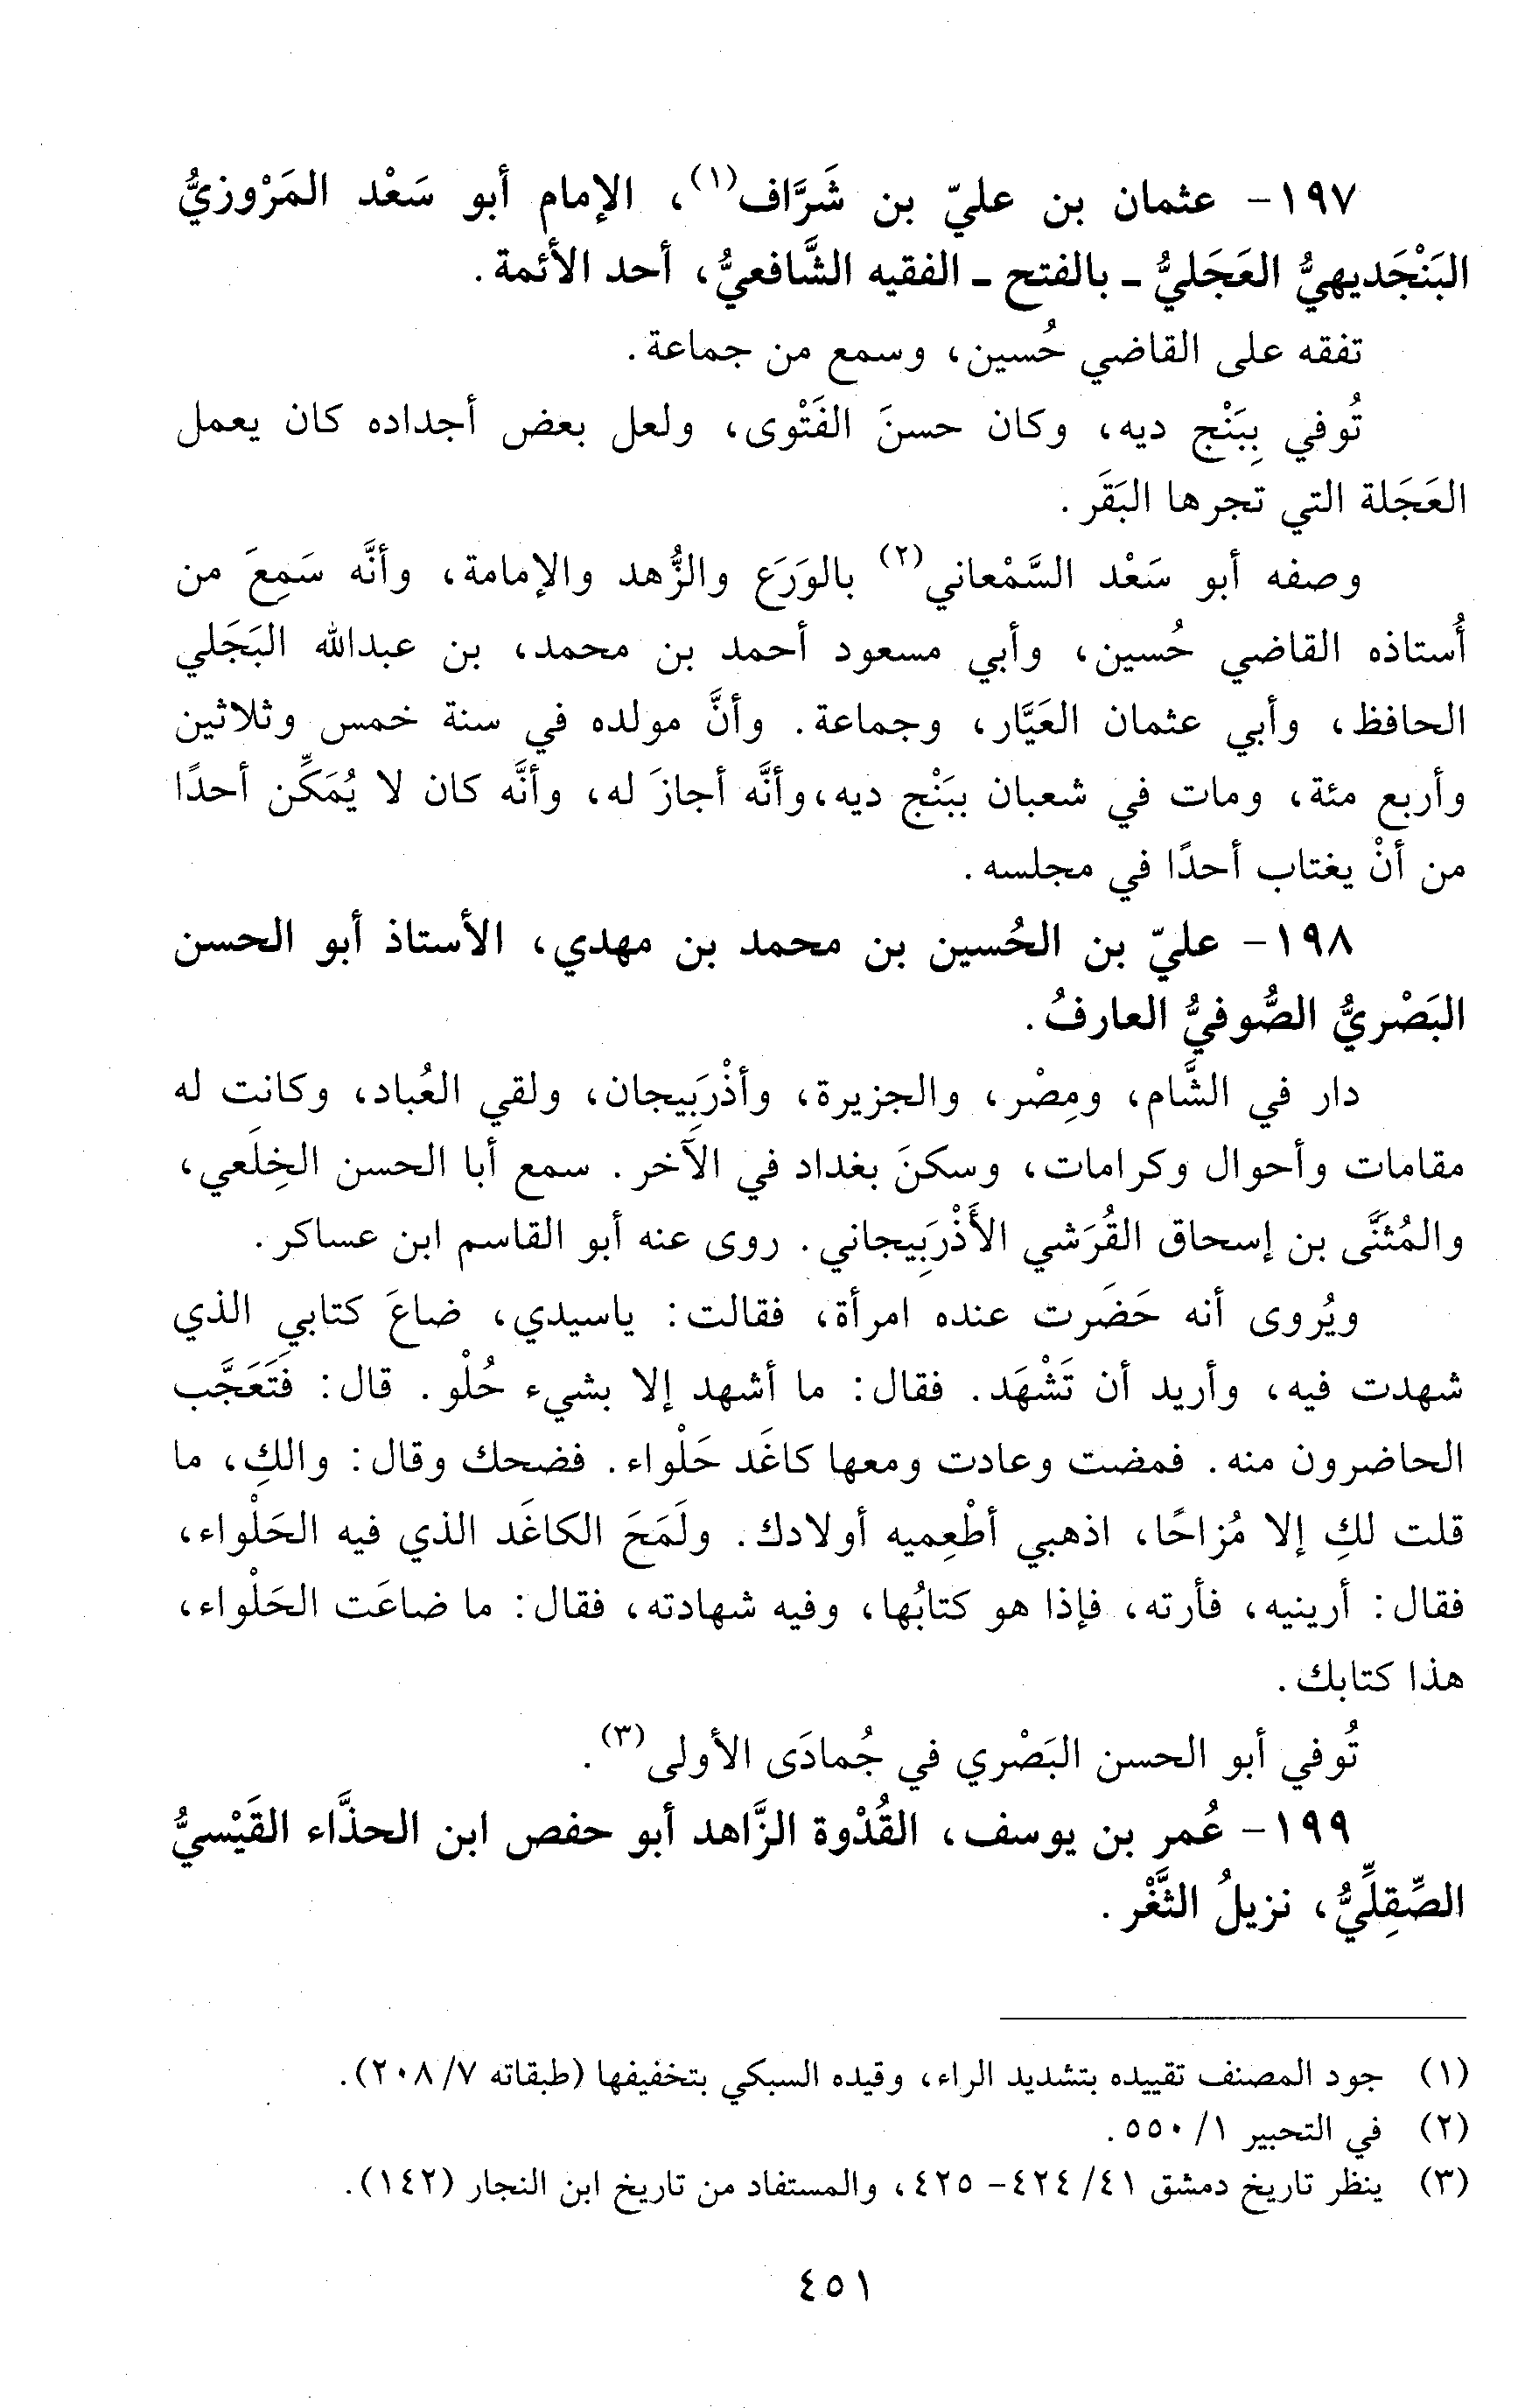 ١٩٧- عثمان بن عليّ بن شَرَّاف(١)، الإمام أبو سَعْد المَرْوزيُّ
البَنْجَديهيُّ العَجَليُّ - بالفتح - الفقيه الشَّافعيُّ، أحد الأئمة.
تفقه على القاضي حُسين، وسمع من جماعة.
تُوفي بِبَنْج ديه، وكان حسنَ الفَتْوى، ولعل بعض أجداده كان يعمل
العَجَلة التي تجرها البَقَر.
وصفه أبو سَعْد السَّمْعاني(٢) بالوَرَع والزُّهد والإمامة، وأنَّه سَمِعَ من
أُستاذه القاضي حُسين، وأبي مسعود أحمد بن محمد، بن عبدالله البَجَلي
الحافظ، وأبي عثمان العَيَّار، وجماعة. وأنَّ مولده في سنة خمس وثلاثين
وأربع مئة، ومات في شعبان ببَنْج ديه،وأنَّه أجازَ له، وأنَّه كان لا يُمَكِّن أحدًا
من أنْ يغتاب أحدًا في مجلسه.
١٩٨- عليّ بن الحُسين بن محمد بن مهدي، الأستاذ أبو الحسن
البَصْريُّ الصُّوفيُّ العارفُ.
دار في الشَّام، ومِصْر، والجزيرة، وأذْرَبِيجان، ولقي العُباد، وكانت له
مقامات وأحوال وكرامات، وسكنَ بغداد في الآخر. سمع أبا الحسن الخِلَعي،
والمُثنَّى بن إسحاق القُرَشي الأَذْرَبِيجاني. روى عنه أبو القاسم ابن عساكر.
ويُروى أنه حَضَرت عنده امرأة، فقالت: ياسيدي، ضاعَ كتابي الذي
شهدت فيه، وأريد أن تَشْهَد. فقال: ما أشهد إلا بشيء حُلْو. قال: فَتَعَجَّب
الحاضرون منه. فمضت وعادت ومعها كاغَد حَلْواء. فضحك وقال: والكِ، ما
قلت لكِ إلا مُزاحًا، اذهبي أطْعِميه أولادك. ولَمَحَ الكاغَد الذي فيه الحَلْواء،
فقال: أرينيه، فأرته، فإذا هو كتابُها، وفيه شهادته، فقال: ما ضاعَت الحَلْواء،
هذا كتابك.
تُوفي أبو الحسن البَصْري في جُمادَى الأولى(٣).
١٩٩- عُمر بن يوسف، القُدْوة الزَّاهد أبو حفص ابن الحذَّاء القَيْسيُّ
الصِّقِلِّيُّ، نزيلُ الثَّغْر.
(١) جود المصنف تقييده بتشديد الراء، وقيده السبكي بتخفيفها (طبقاته ٧/ ٢٠٨).
(٢) في التحبير ١/ ٥٥٠.
(٣) ينظر تاريخ دمشق ٤١/ ٤٢٤- ٤٢٥، والمستفاد من تاريخ ابن النجار (١٤٢).
٤٥١